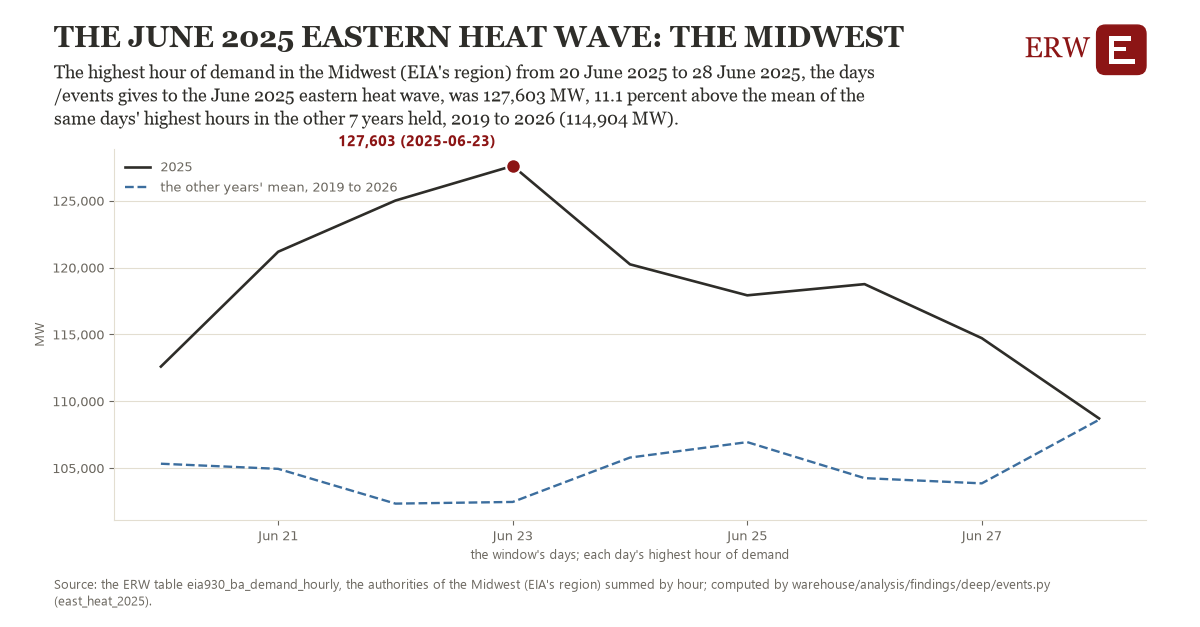 THE JUNE 2025 EASTERN HEAT WAVE: THE MIDWEST
ERW E
The highest hour of demand in the Midwest (EIA's region) from 20 June 2025 to 28 June 2025, the days
/events gives to the June 2025 eastern heat wave, was 127,603 MW, 11.1 percent above the mean of the
same days' highest hours in the other 7 years held, 2019 to 2026 (114,904 MW).
127,603 (2025-06-23)
2025
the other years' mean, 2019 to 2026
125,000
120,000
115,000
110,000
105,000
MW
Jun 21
Jun 23
Jun 25
Jun 27
the window's days; each day's highest hour of demand
Source: the ERW table eia930_ba_demand_hourly, the authorities of the Midwest (EIA's region) summed by hour; computed by warehouse/analysis/findings/deep/events.py
(east_heat_2025).